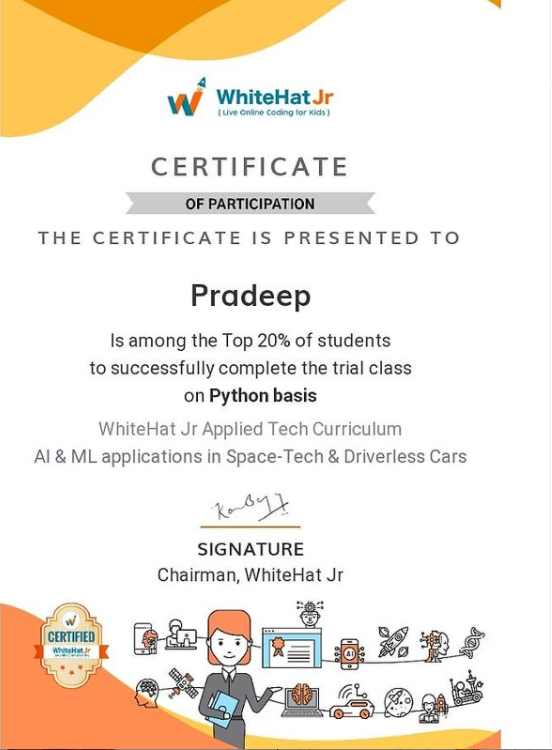 WhiteHat Jr
( Live Online Coding for Kids )
CERTIFICATE
OF PARTICIPATION
THE CERTIFICATE IS PRESENTED TO
Pradeep
Is among the Top 20% of students
to successfully complete the trial class
on Python basis
WhiteHat Jr Applied Tech Curriculum
AI & ML applications in Space-Tech & Driverless Cars
SIGNATURE
Chairman, WhiteHat Jr
CERTIFIED
WhiteHat Jr
AI